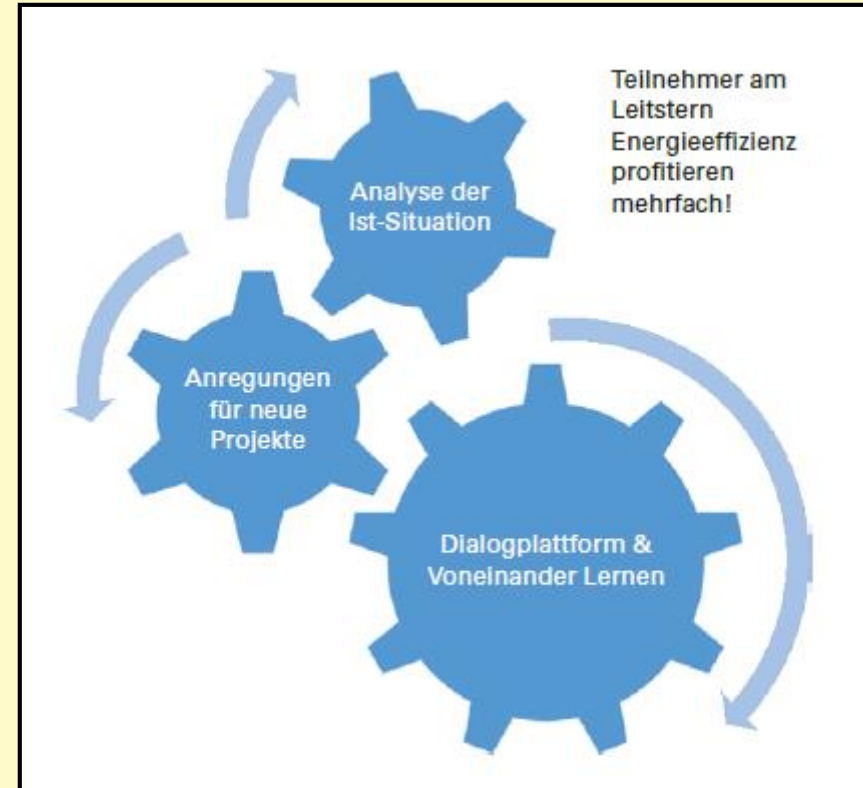 Teilnehmer am
Leitstern
Energieeffizienz
profitieren
mehrfach!
Analyse der
Ist-Situation
Anregungen
für neue
Projekte
Dialogplattform &
Voneinander Lernen